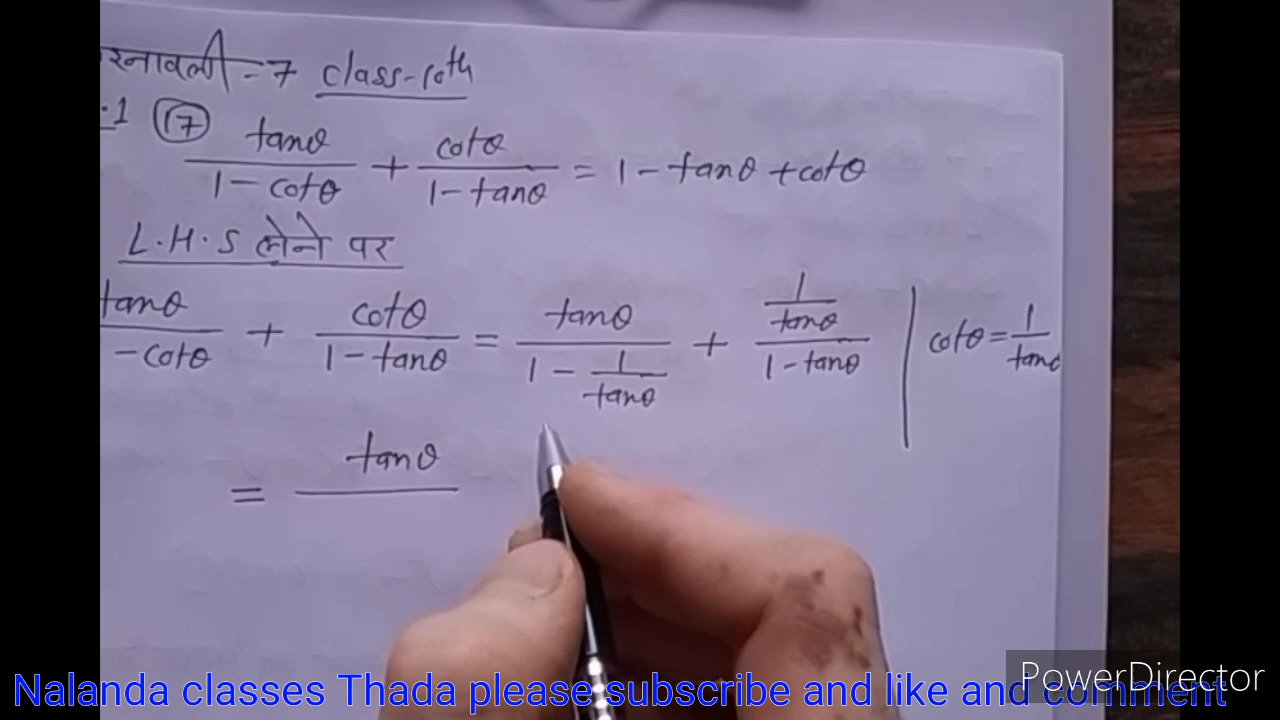 रनावली - 7 class-10th
.1 (17) tanθ/(1-cotθ) + cotθ/(1-tanθ) = 1-tanθ+cotθ
L.H.S लेने पर
tanθ/(-cotθ) + cotθ/(1-tanθ) = tanθ/(1-1/tanθ) + (1/tanθ)/(1-tanθ) | cotθ=1/tanθ
= tanθ
PowerDirector
Nalanda classes Thada please subscribe and like and comment